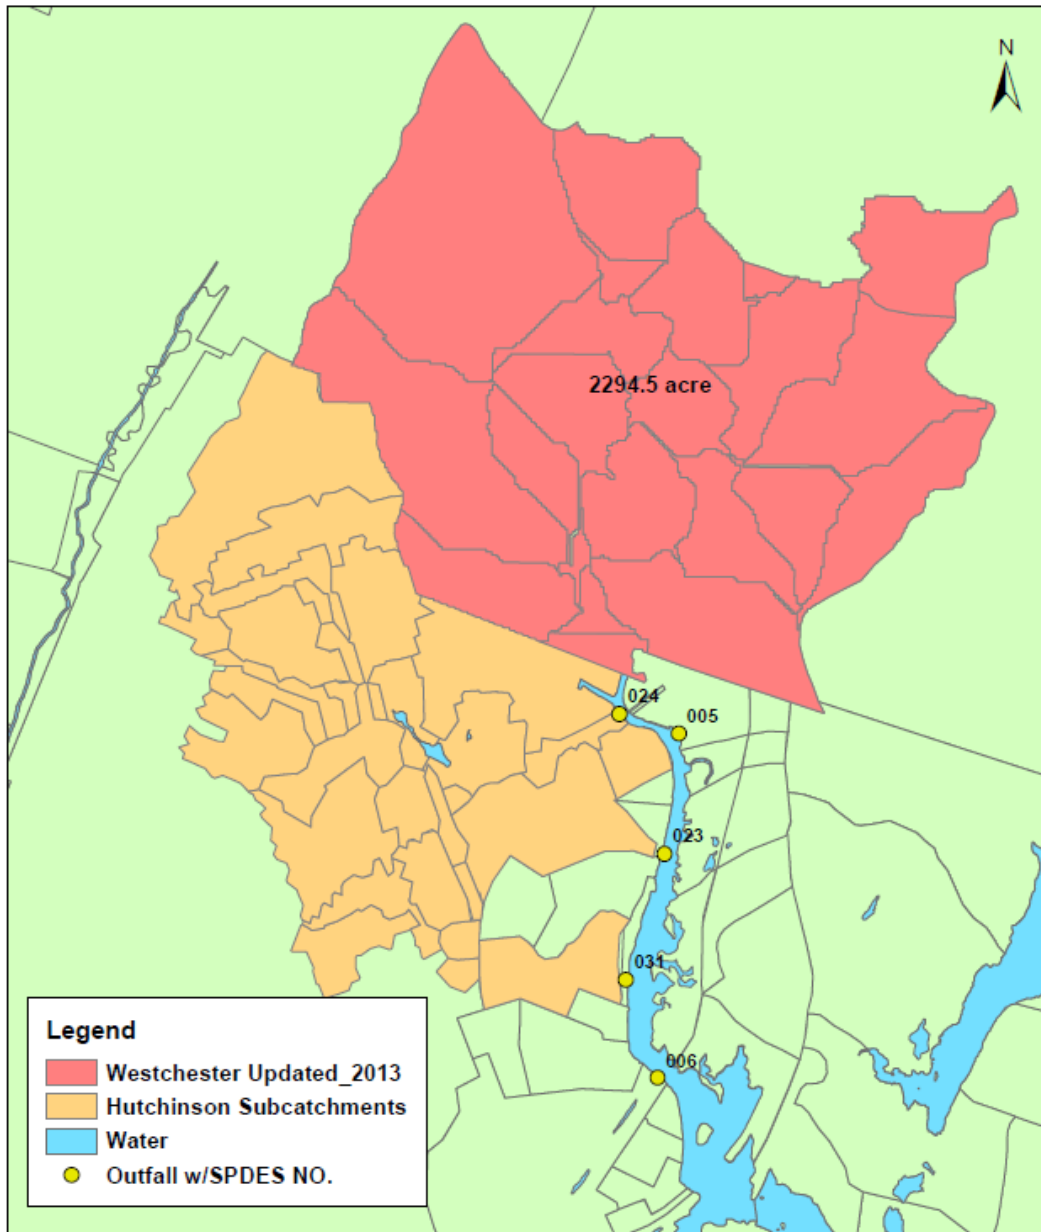 N
2294.5 acre
024
005
023
031
006
Legend
Westchester Updated_2013
Hutchinson Subcatchments
Water
Outfall w/SPDES NO.